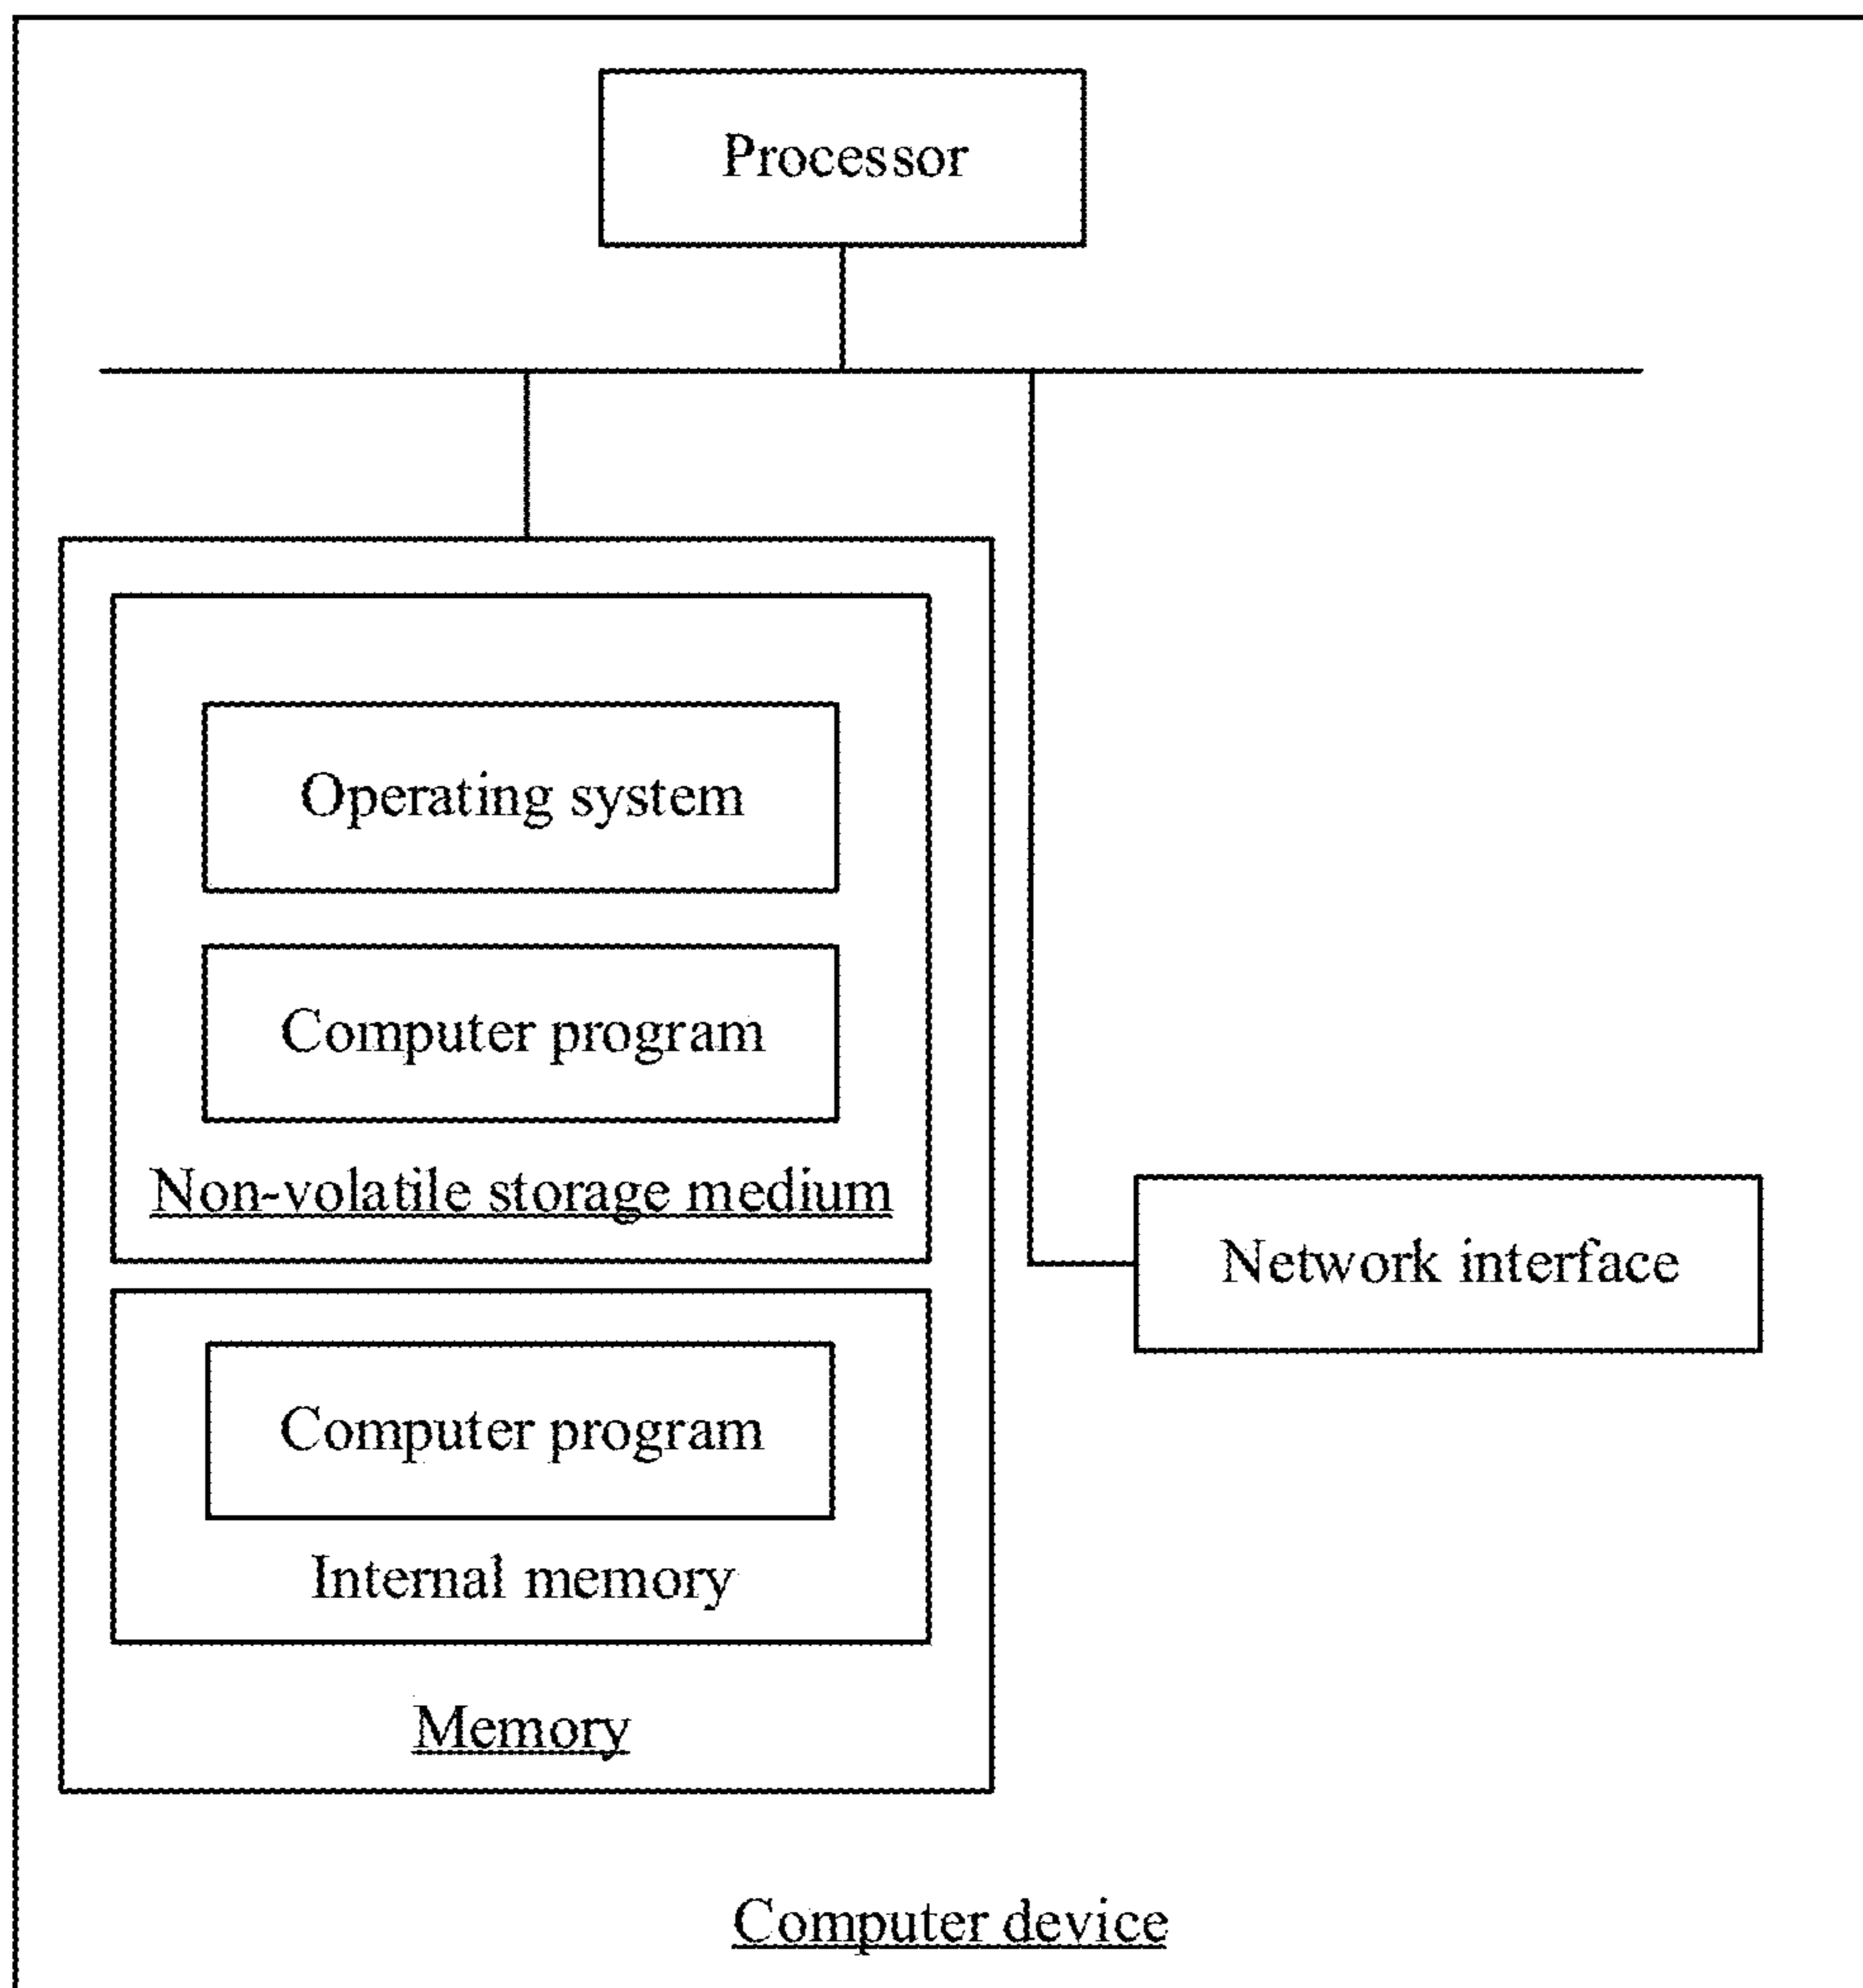 Processor
Operating system
Computer program
Non-volatile storage medium
Network interface
Computer program
Internal memory
Memory
Computer device